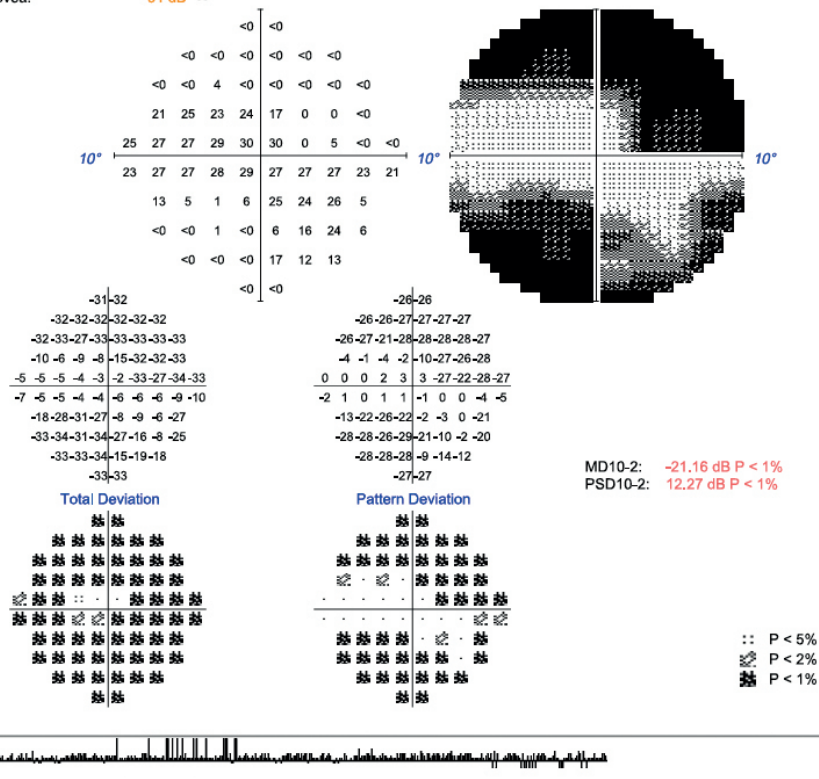 <0 <0
<0 <0 <0 <0 <0 <0
<0 <0 4 <0 <0 <0 <0 <0
21 25 23 24 17 0 0 <0
25 27 27 29 30 30 0 5 <0 <0
10° 10° 10°
23 27 27 28 29 27 27 27 23 21
13 5 1 6 25 24 26 5
<0 <0 1 <0 6 16 24 6
<0 <0 <0 17 12 13
<0 <0
-31 -32
-32 -32 -32 -32 -32 -32
-32 -33 -27 -33 -33 -33 -33 -33
-10 -6 -9 -8 -15 -32 -32 -33
-5 -5 -5 -4 -3 -2 -33 -27 -34 -33
-7 -5 -5 -4 -4 -6 -6 -6 -9 -10
-18 -28 -31 -27 -8 -9 -6 -27
-33 -34 -31 -34 -27 -16 -8 -25
-33 -33 -34 -15 -19 -18
-33 -33
Total Deviation
-26 -26
-26 -26 -27 -27 -27 -27
-26 -27 -21 -28 -28 -28 -28 -27
-4 -1 -4 -2 -10 -27 -26 -28
0 0 0 2 3 3 -27 -22 -28 -27
-2 1 0 1 1 -1 0 0 -4 -5
-13 -22 -26 -22 -2 -3 0 -21
-28 -28 -26 -29 -21 -10 -2 -20
-28 -28 -28 -9 -14 -12
-27 -27
Pattern Deviation
MD10-2: -21.16 dB P < 1%
PSD10-2: 12.27 dB P < 1%
P < 5%
P < 2%
P < 1%